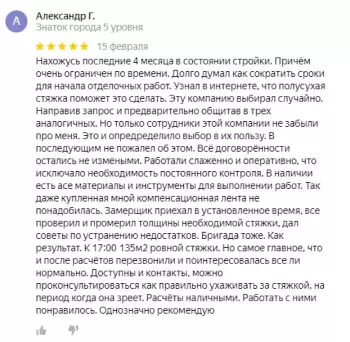 А
Александр Г.
Знаток города 5 уровня
15 февраля
Нахожусь последние 4 месяца в состоянии стройки. Причём
очень ограничен по времени. Долго думал как сократить сроки
для начала отделочных работ. Узнал в интернете, что полусухая
стяжка поможет это сделать. Эту компанию выбирал случайно.
Направив запрос и предварительно общитав в трех
аналогичных. Но только сотрудники этой компании не забыли
про меня. Это и опредределило выбор в их пользу. В
последующим не пожалел об этом. Всё договорённости
остались не измеными. Работали слаженно и оперативно, что
исключало необходимость постоянного контроля. В наличии
есть асе материалы и инструменты для выполнении работ. Так
даже купленная мной компенсационная лента не
понадобилась. Замерщик приехал в установленное время, все
проверил и промерил толщины необходимой стяжки, дал
советы по устранению недостатков. Бригада тоже. Как
результат. К 17:00 135м2 ровной стяжки. Но самое главное, что
и после расчётов перезвонили и поинтересовалась все ли
нормально. Доступны и контакты, можно
проконсультироваться как правильно ухаживать за стяжкой, на
период когда она зреет. Расчёты наличными. Работать с ними
понравилось. Однозначно рекомендую